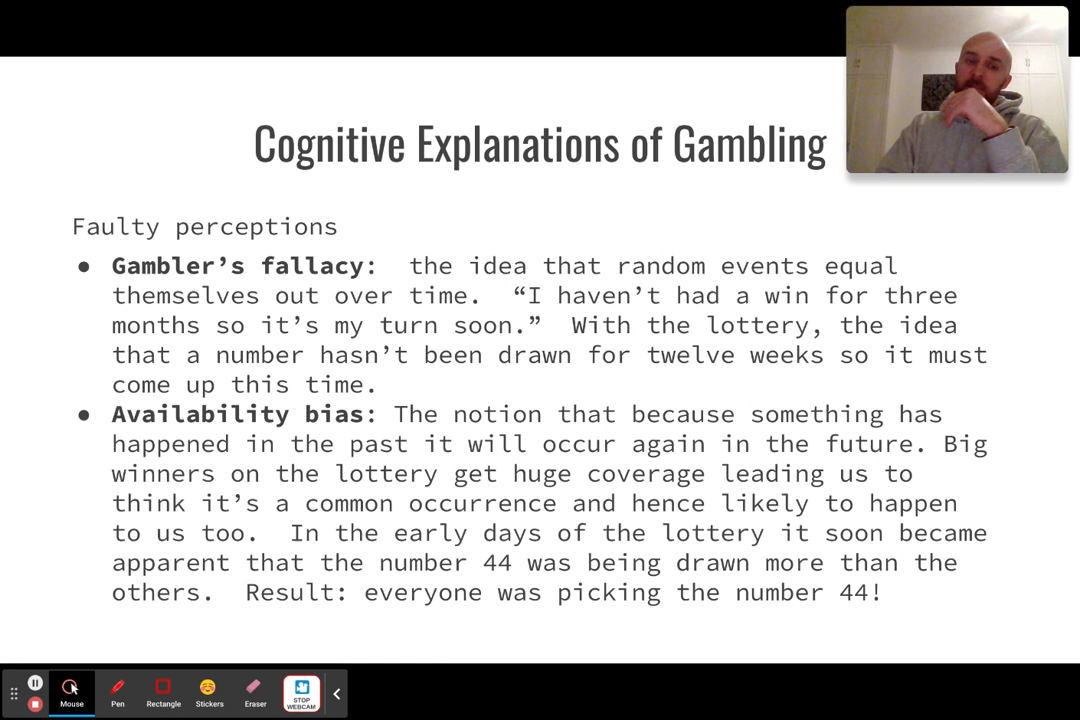 Cognitive Explanations of Gambling
Faulty perceptions
● Gambler’s fallacy:  the idea that random events equal
themselves out over time.  “I haven’t had a win for three
months so it’s my turn soon.”  With the lottery, the idea
that a number hasn’t been drawn for twelve weeks so it must
come up this time.
● Availability bias: The notion that because something has
happened in the past it will occur again in the future. Big
winners on the lottery get huge coverage leading us to
think it’s a common occurrence and hence likely to happen
to us too.  In the early days of the lottery it soon became
apparent that the number 44 was being drawn more than the
others.  Result: everyone was picking the number 44!
Mouse
Pen
Rectangle
Stickers
Eraser
STOP
WEBCAM